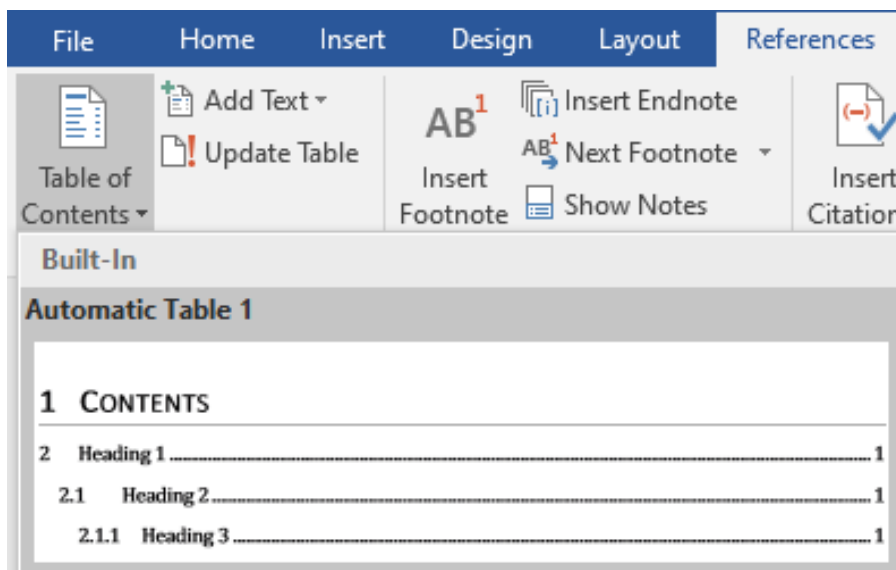 File Home Insert Design Layout References
Table of Contents
Add Text
Update Table
AB1
Insert Footnote
[i] Insert Endnote
AB1 Next Footnote
Show Notes
(-)
Insert Citation
Built-In
Automatic Table 1
1 CONTENTS
2 Heading 1 1
2.1 Heading 2 1
2.1.1 Heading 3 1